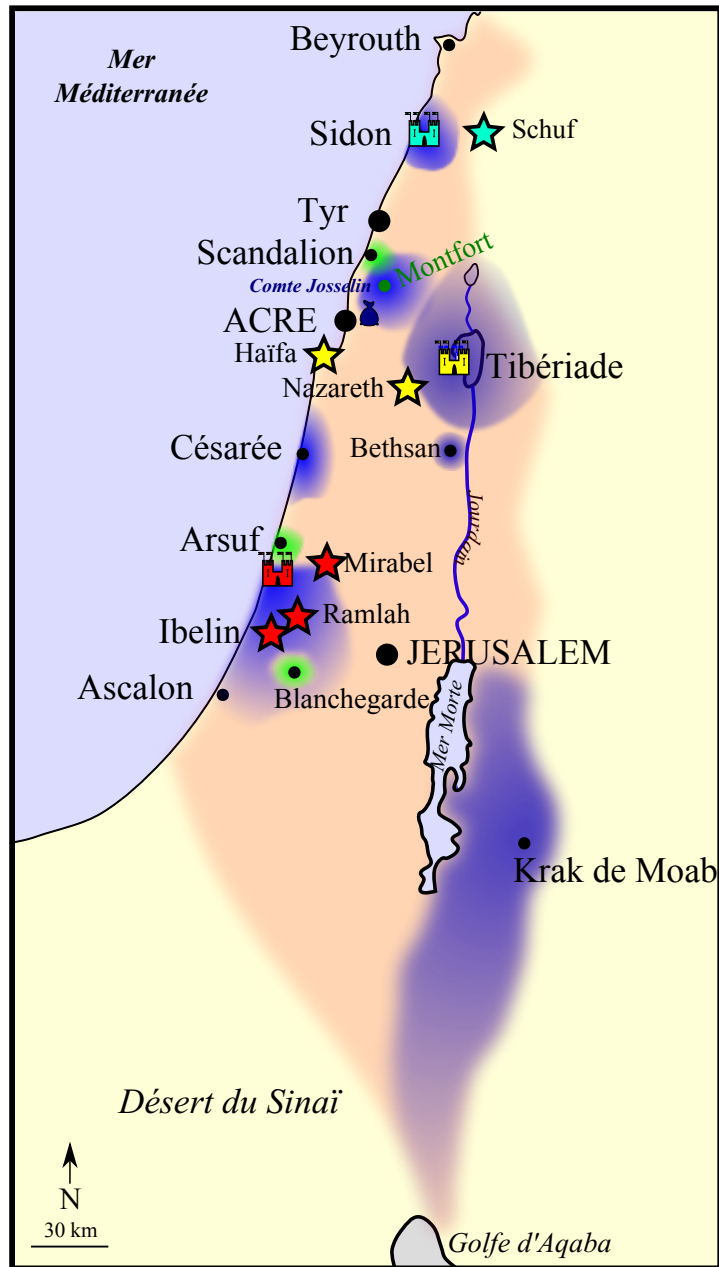 Beyrouth
Mer
Méditerranée
Sidon
Schuf
Tyr
Scandalion
Montfort
Comte Josselin
ACRE
Haïfa
Tibériade
Nazareth
Césarée
Bethsan
Jourdain
Arsuf
Mirabel
Ramlah
Ibelin
JERUSALEM
Ascalon
Blanchegarde
Mer Morte
Krak de Moab
Désert du Sinaï
N
30 km
Golfe d'Aqaba